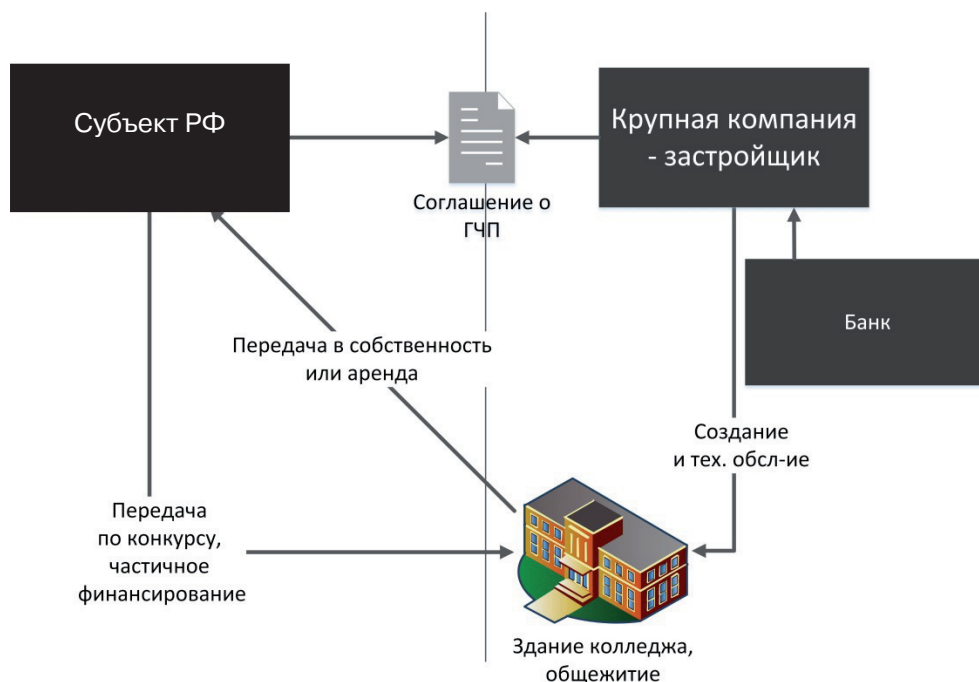 Субъект РФ
Соглашение о
ГЧП
Крупная компания
- застройщик
Банк
Передача в собственность
или аренда
Создание
и тех. обсл-ие
Передача
по конкурсу,
частичное
финансирование
Здание колледжа,
общежитие